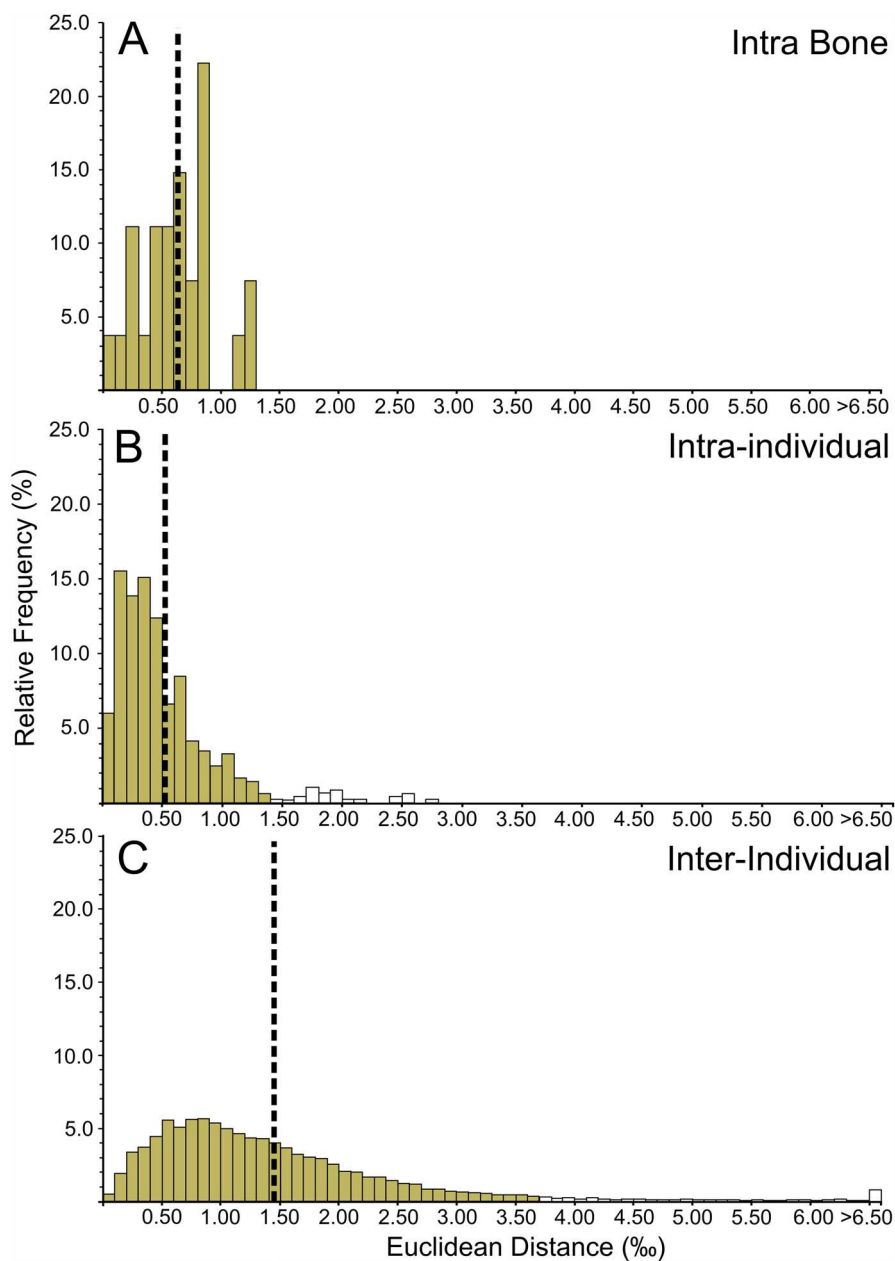 A
Intra Bone
25.0
20.0
15.0
10.0
5.0
0.50 1.00 1.50 2.00 2.50 3.00 3.50 4.00 4.50 5.00 5.50 6.00 >6.50
B
Intra-individual
25.0
20.0
15.0
10.0
5.0
0.50 1.00 1.50 2.00 2.50 3.00 3.50 4.00 4.50 5.00 5.50 6.00 >6.50
Relative Frequency (%)
C
Inter-Individual
25.0
20.0
15.0
10.0
5.0
0.50 1.00 1.50 2.00 2.50 3.00 3.50 4.00 4.50 5.00 5.50 6.00 >6.50
Euclidean Distance (‰)